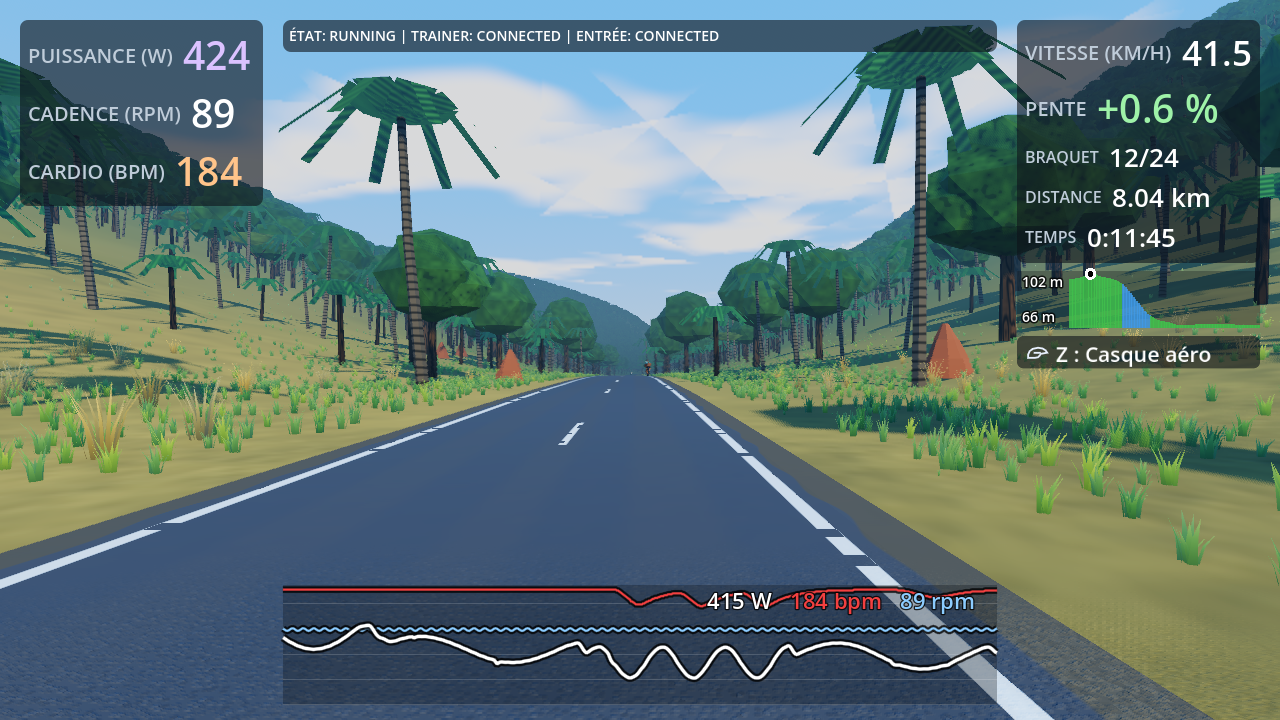 PUISSANCE (W) 424
CADENCE (RPM) 89
CARDIO (BPM) 184
ÉTAT: RUNNING | TRAINER: CONNECTED | ENTRÉE: CONNECTED
VITESSE (KM/H) 41.5
PENTE +0.6 %
BRAQUET 12/24
DISTANCE 8.04 km
TEMPS 0:11:45
102 m
66 m
Z : Casque aéro
415 W 184 bpm 89 rpm